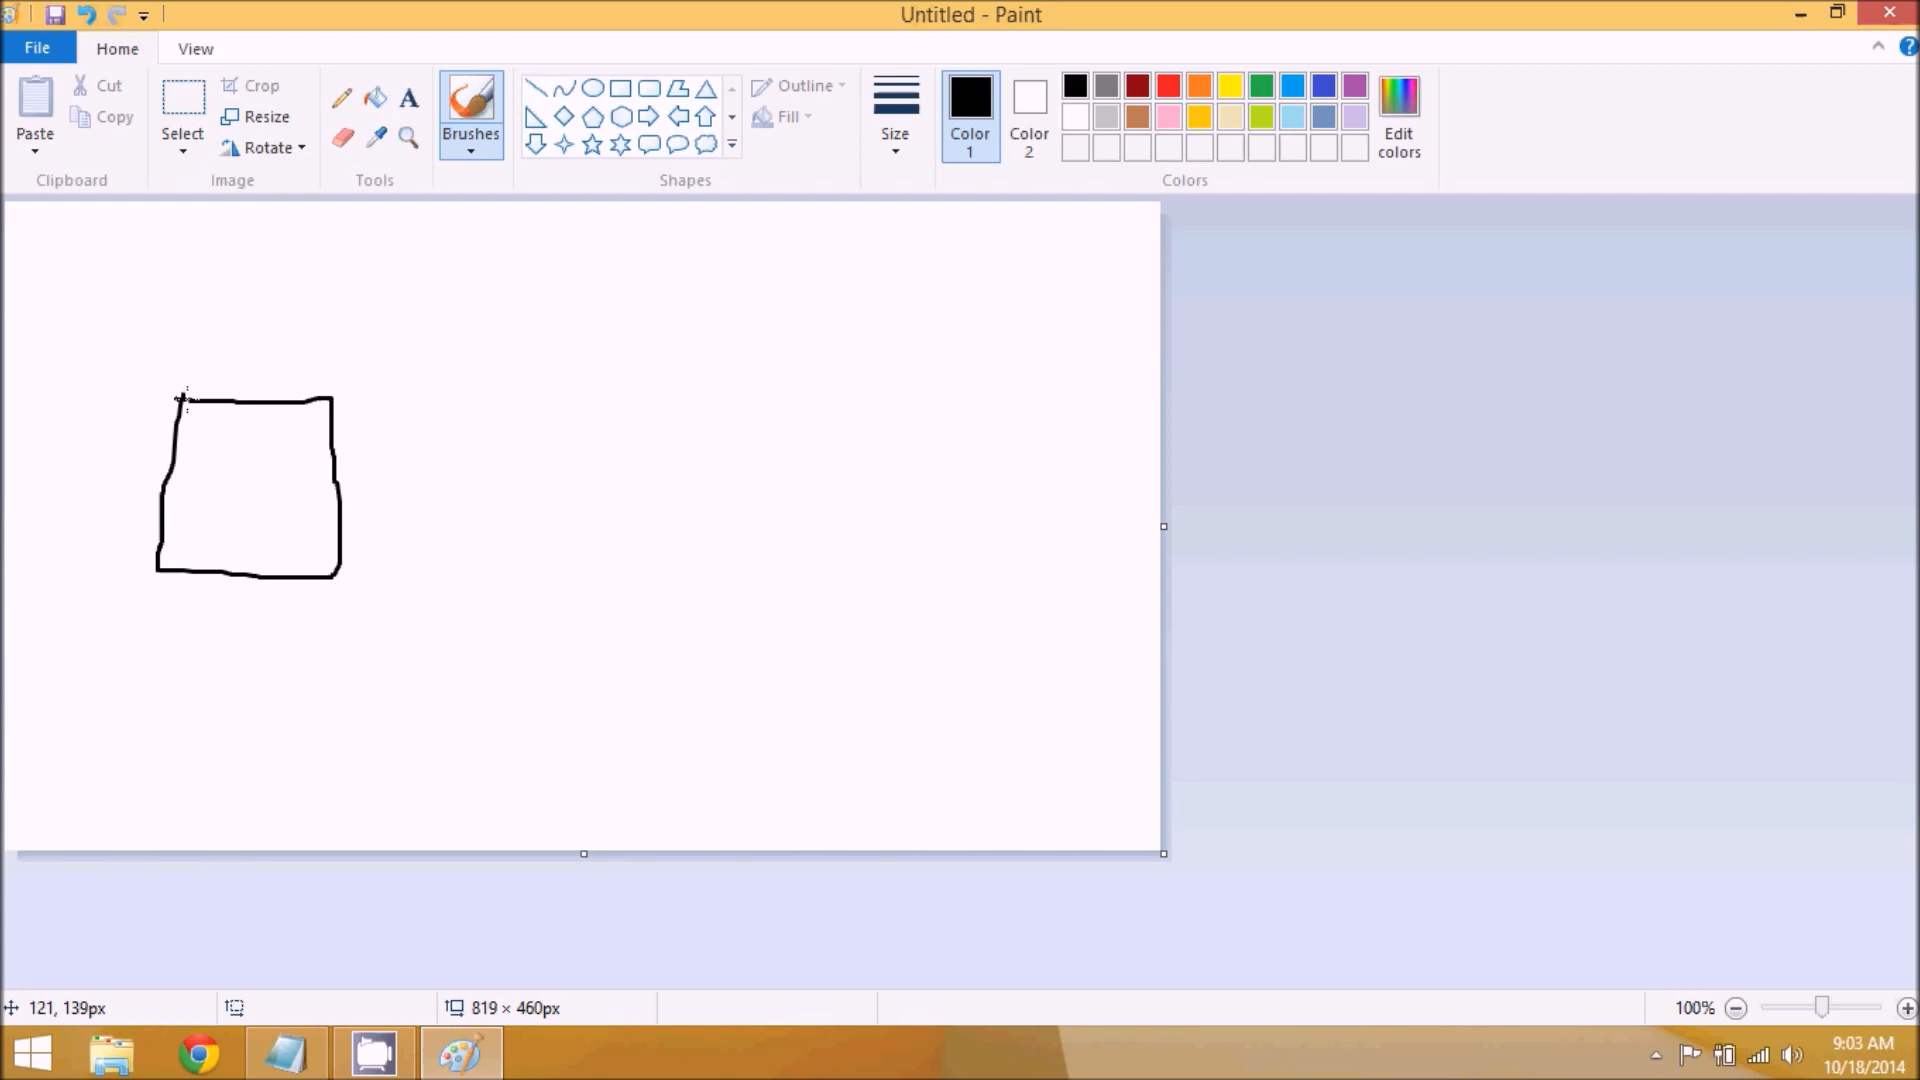 Untitled - Paint
File Home View
Paste
Cut
Copy
Clipboard
Select
Crop
Resize
Rotate
Image
A
Tools
Brushes
Shapes
Outline
Fill
Size
Color 1
Color 2
Edit colors
Colors
?
121, 139px
819 × 460px
100%
9:03 AM
10/18/2014